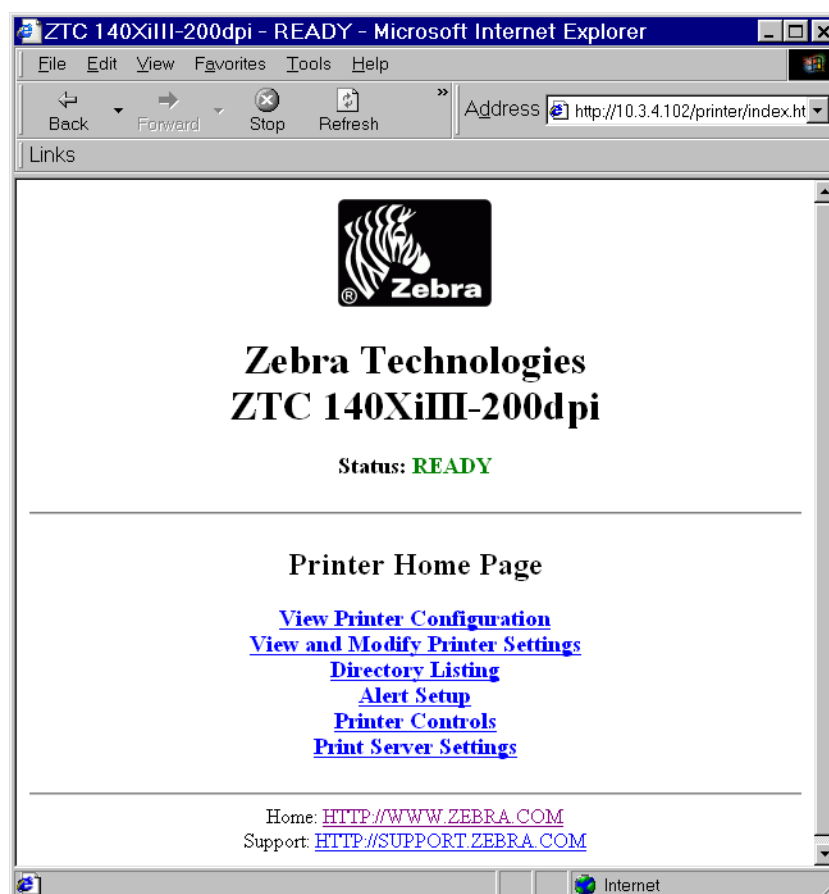 ZTC 140XiIII-200dpi - READY - Microsoft Internet Explorer
File Edit View Favorites Tools Help
Back Forward Stop Refresh » Address http://10.3.4.102/printer/index.ht
Links
Zebra
®
Zebra Technologies
ZTC 140XiIII-200dpi
Status: READY
Printer Home Page
View Printer Configuration
View and Modify Printer Settings
Directory Listing
Alert Setup
Printer Controls
Print Server Settings
Home: HTTP://WWW.ZEBRA.COM
Support: HTTP://SUPPORT.ZEBRA.COM
Internet